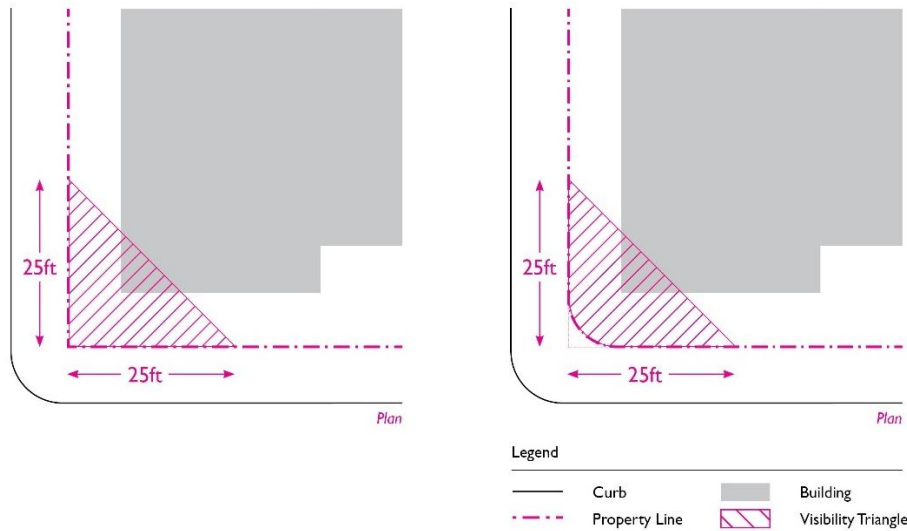 25ft
25ft
Plan
25ft
25ft
Plan
Legend
Curb
Building
Property Line
Visibility Triangle